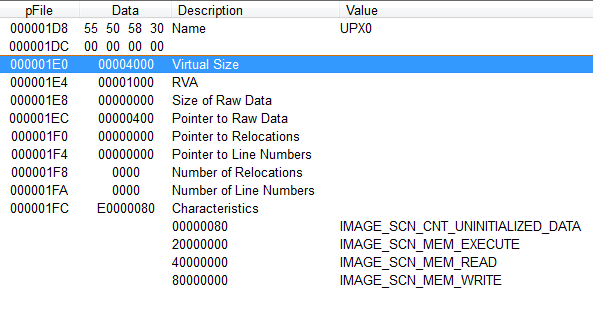 pFile Data Description Value
000001D8 55 50 58 30 Name UPX0
000001DC 00 00 00 00
000001E0 00004000 Virtual Size
000001E4 00001000 RVA
000001E8 00000000 Size of Raw Data
000001EC 00000400 Pointer to Raw Data
000001F0 00000000 Pointer to Relocations
000001F4 00000000 Pointer to Line Numbers
000001F8 0000 Number of Relocations
000001FA 0000 Number of Line Numbers
000001FC E0000080 Characteristics
00000080 IMAGE_SCN_CNT_UNINITIALIZED_DATA
20000000 IMAGE_SCN_MEM_EXECUTE
40000000 IMAGE_SCN_MEM_READ
80000000 IMAGE_SCN_MEM_WRITE